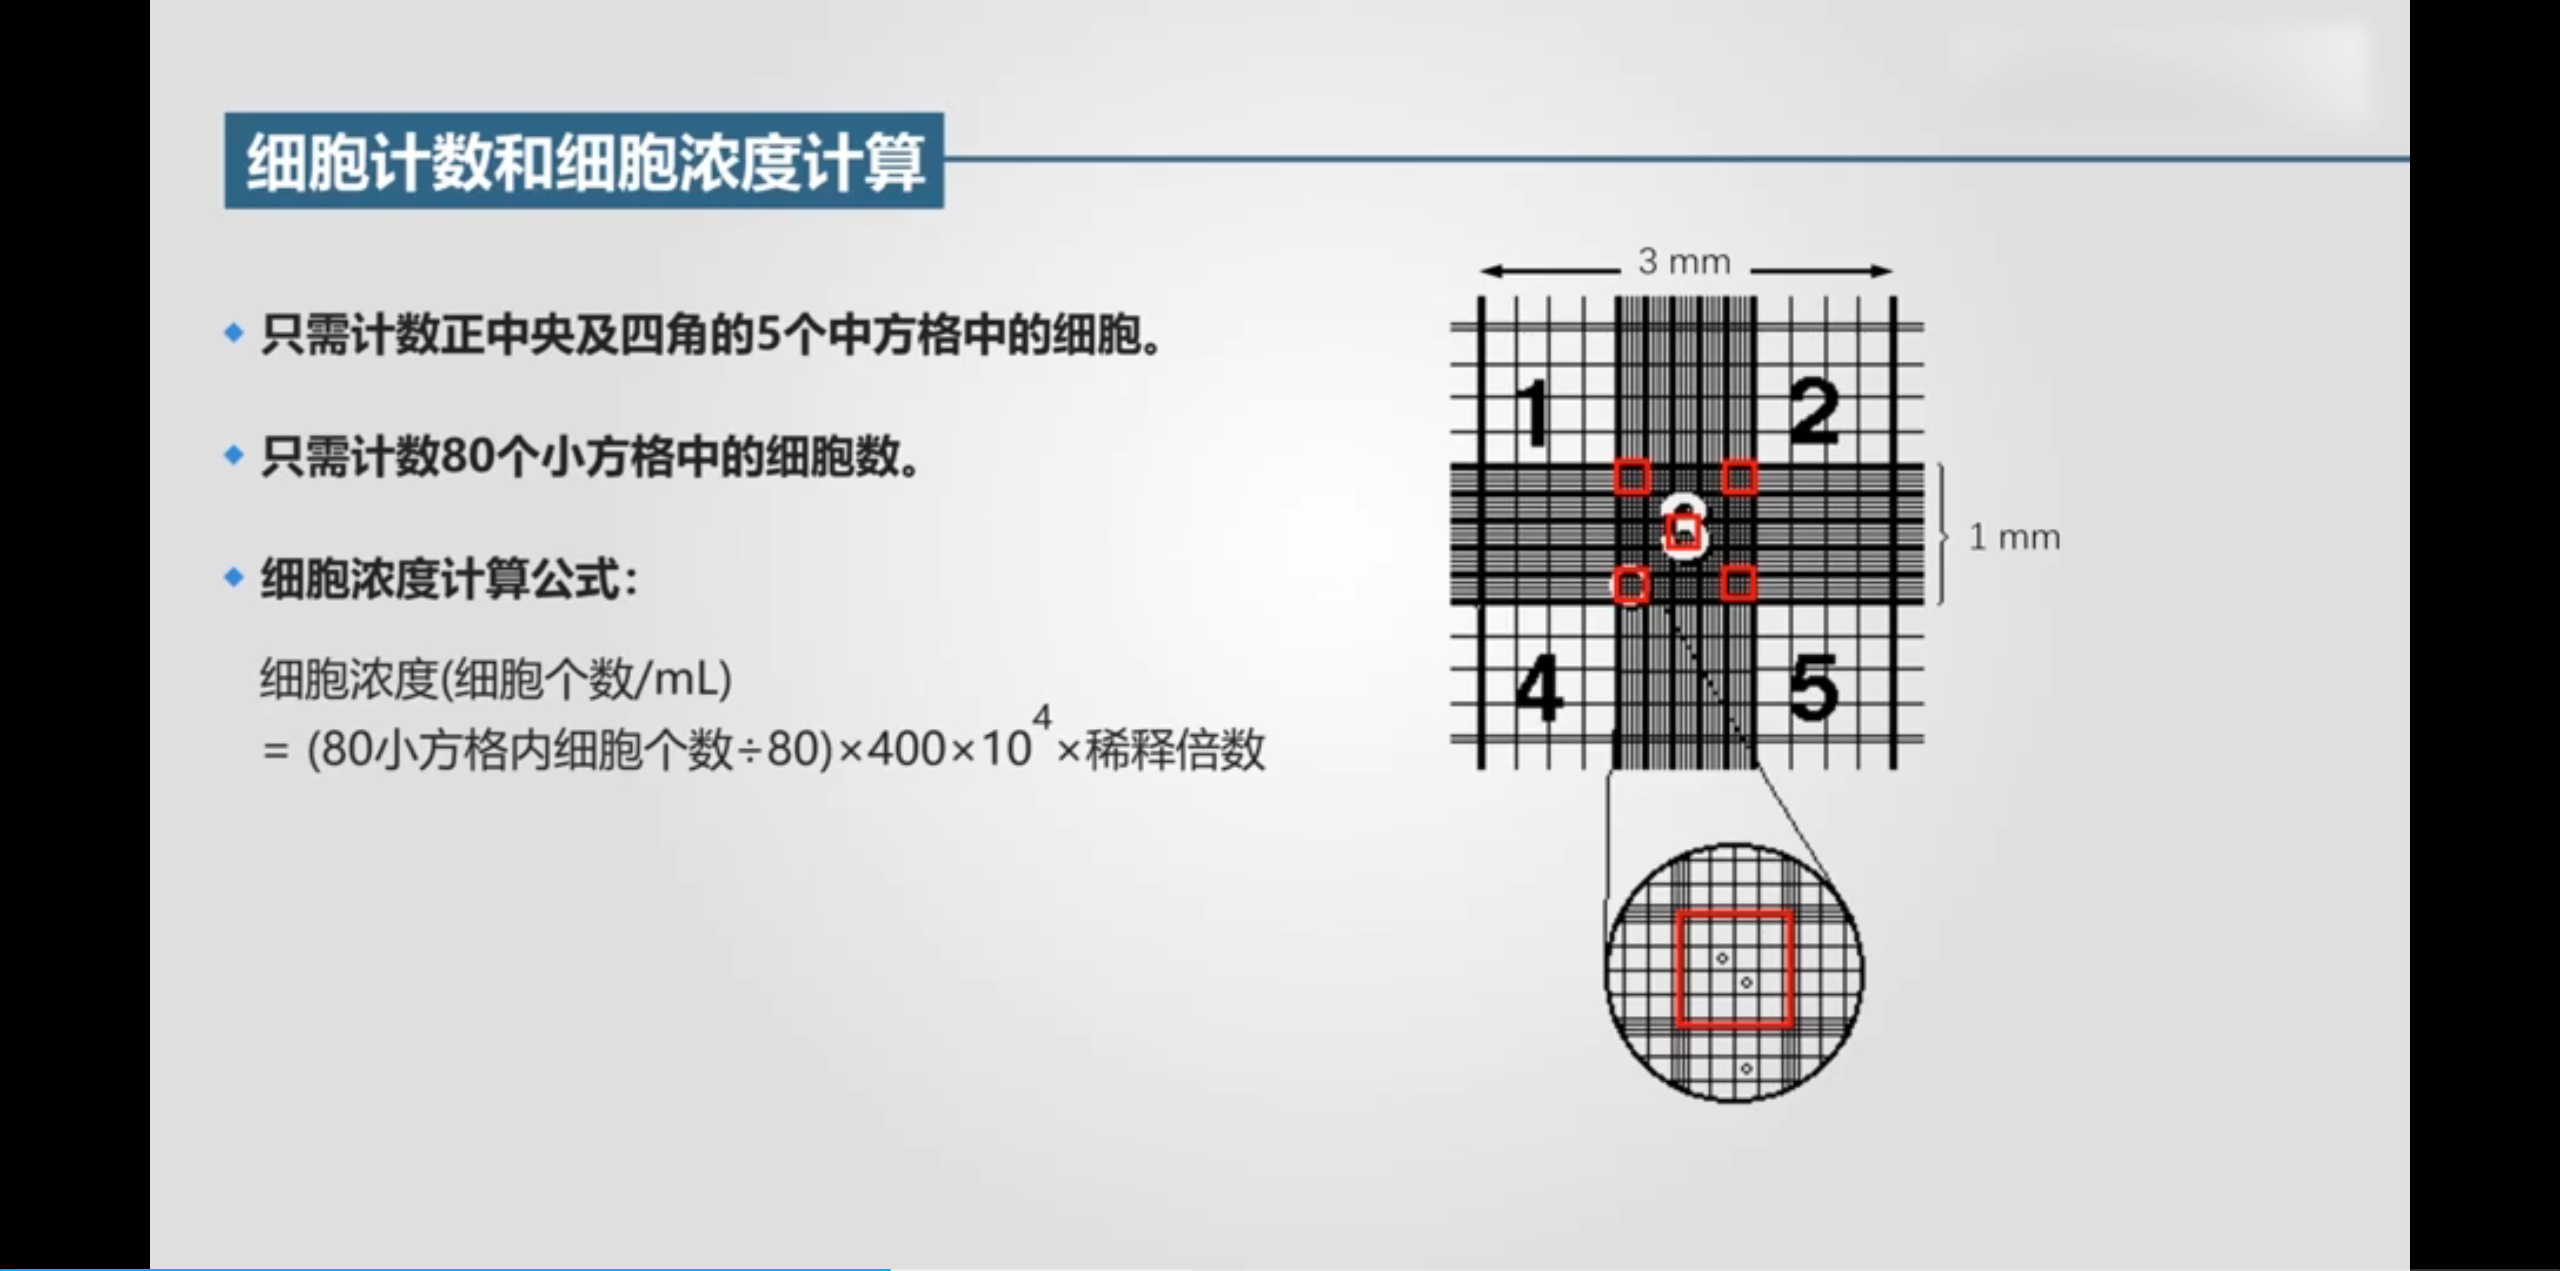 细胞计数和细胞浓度计算
只需计数正中央及四角的5个中方格中的细胞。
只需计数80个小方格中的细胞数。
细胞浓度计算公式：
细胞浓度(细胞个数/mL)
= (80小方格内细胞个数÷80)×400×10⁴×稀释倍数
3 mm
1
2
1 mm
4
5